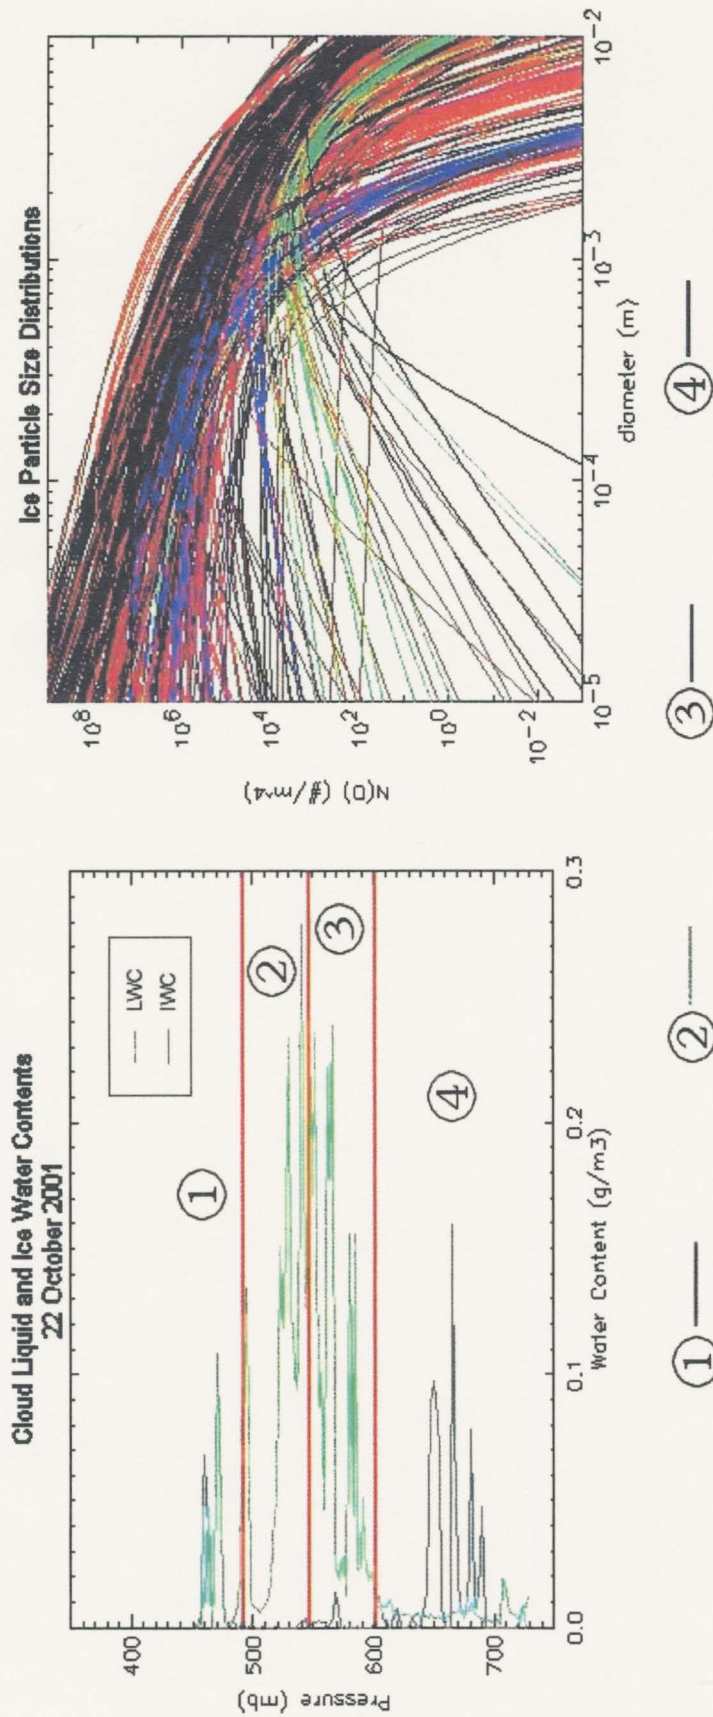 Cloud Liquid and Ice Water Contents
22 October 2001
400
500
600
700
Pressure (mb)
LWC
IWC
1
2
3
4
0.0
0.1
0.2
0.3
Water Content (g/m3)
Ice Particle Size Distributions
10^8
10^6
10^4
10^2
10^0
10^-2
N(D) (#/m^4)
10^-5
10^-4
10^-3
10^-2
diameter (m)
1
2
3
4